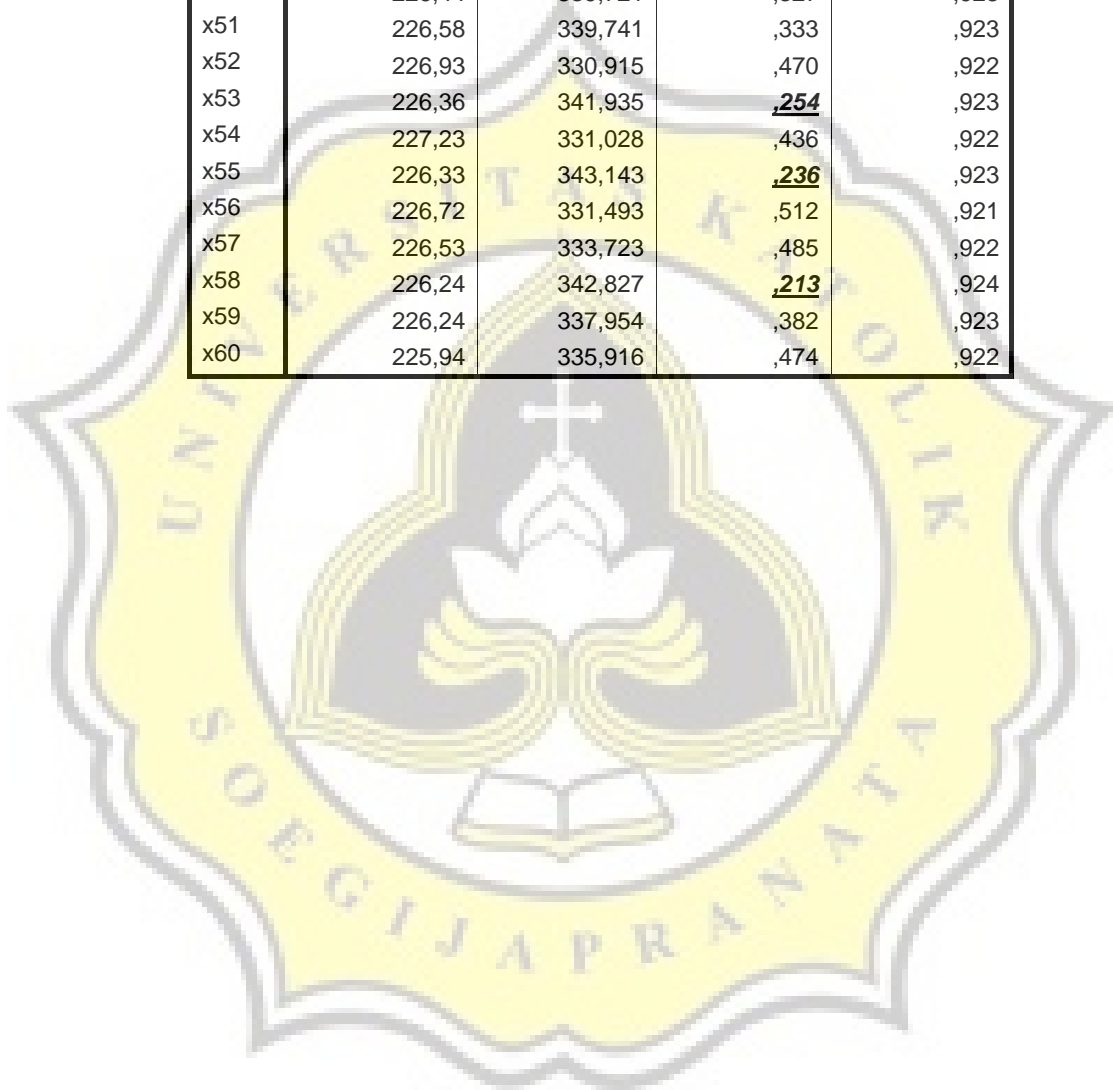 x51 226,58 339,741 ,333 ,923
x52 226,93 330,915 ,470 ,922
x53 226,36 341,935 ,254 ,923
x54 227,23 331,028 ,436 ,922
x55 226,33 343,143 ,236 ,923
x56 226,72 331,493 ,512 ,921
x57 226,53 333,723 ,485 ,922
x58 226,24 342,827 ,213 ,924
x59 226,24 337,954 ,382 ,923
x60 225,94 335,916 ,474 ,922
UNIVERSITAS KATOLIK
SOEGIJAPRANATA